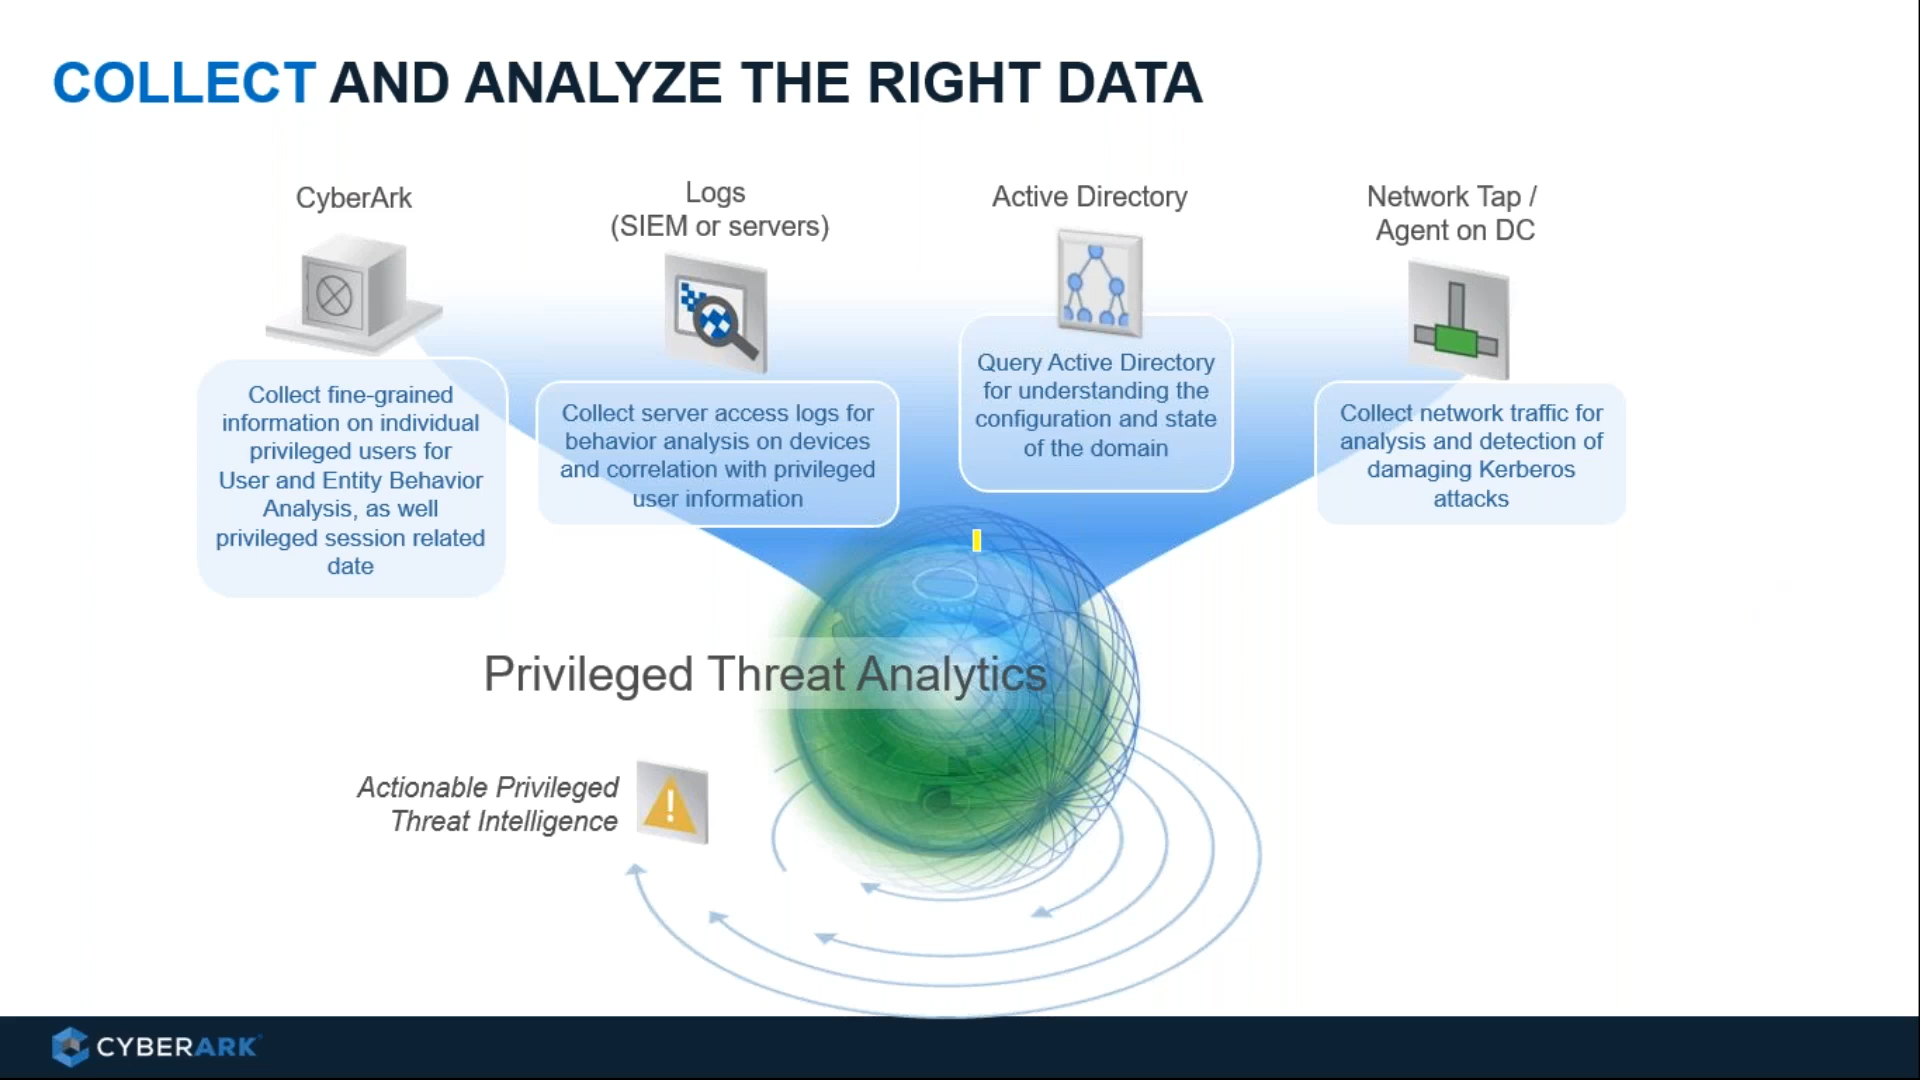 COLLECT AND ANALYZE THE RIGHT DATA
CyberArk
Collect fine-grained
information on individual
privileged users for
User and Entity Behavior
Analysis, as well
privileged session related
date
Logs
(SIEM or servers)
Collect server access logs for
behavior analysis on devices
and correlation with privileged
user information
Active Directory
Query Active Directory
for understanding the
configuration and state
of the domain
Network Tap /
Agent on DC
Collect network traffic for
analysis and detection of
damaging Kerberos
attacks
Privileged Threat Analytics
Actionable Privileged
Threat Intelligence
!
CYBERARK